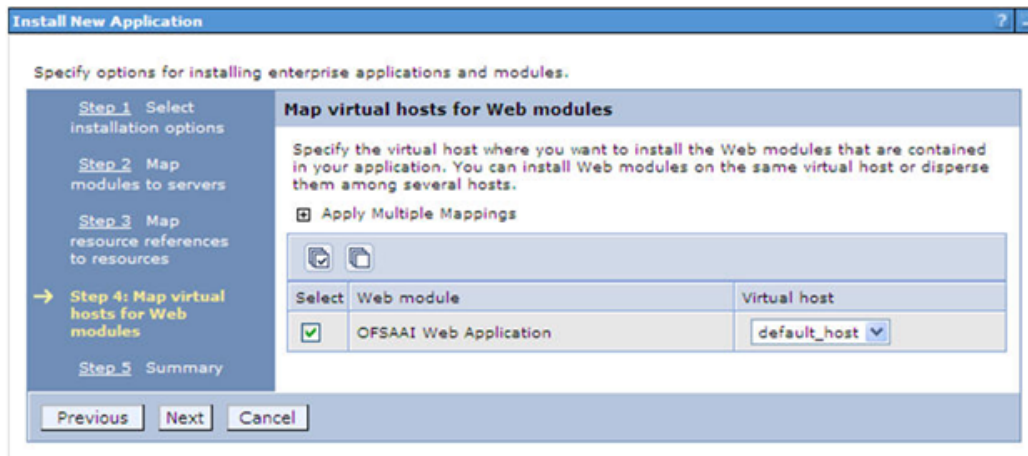 Install New Application
?
Specify options for installing enterprise applications and modules.
Step 1 Select
installation options
Step 2 Map
modules to servers
Step 3 Map
resource references
to resources
Step 4: Map virtual
hosts for Web
modules
Step 5 Summary
Map virtual hosts for Web modules
Specify the virtual host where you want to install the Web modules that are contained
in your application. You can install Web modules on the same virtual host or disperse
them among several hosts.
Apply Multiple Mappings
Select Web module Virtual host
OFSAAI Web Application default_host
Previous Next Cancel